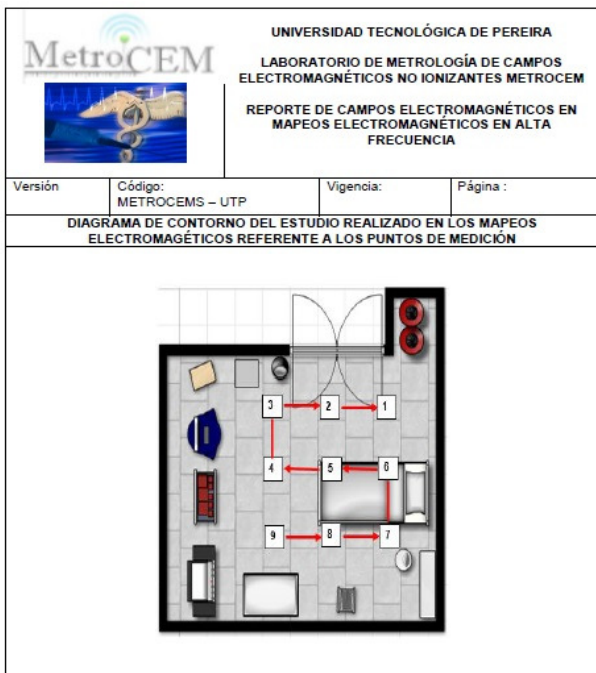 MetroCEM
UNIVERSIDAD TECNOLÓGICA DE PEREIRA
LABORATORIO DE METROLOGÍA DE CAMPOS
ELECTROMAGNÉTICOS NO IONIZANTES METROCEM
REPORTE DE CAMPOS ELECTROMAGNÉTICOS EN
MAPEOS ELECTROMAGNÉTICOS EN ALTA
FRECUENCIA
Versión
Código:
METROCEMS – UTP
Vigencia:
Página :
DIAGRAMA DE CONTORNO DEL ESTUDIO REALIZADO EN LOS MAPEOS
ELECTROMAGÉTICOS REFERENTE A LOS PUNTOS DE MEDICIÓN
3 2 1
4 5 6
9 8 7